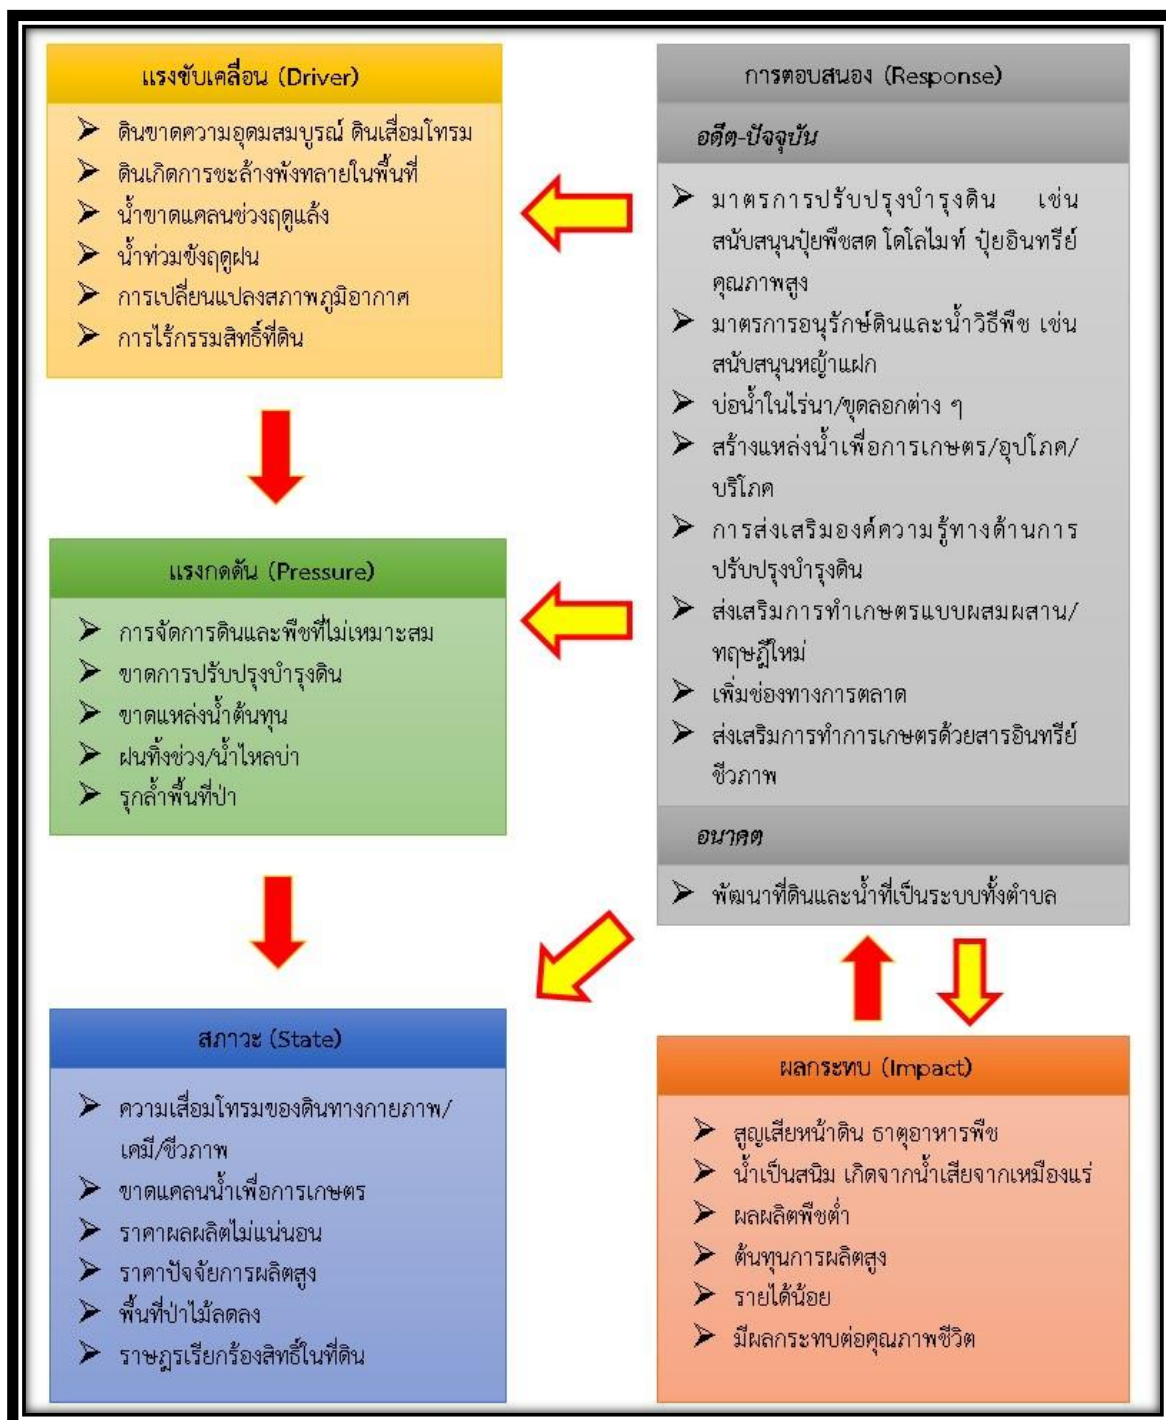 แรงขับเคลื่อน (Driver)
ดินขาดความอุดมสมบูรณ์ ดินเสื่อมโทรม
ดินเกิดการชะล้างพังทลายในพื้นที่
น้ำขาดแคลนช่วงฤดูแล้ง
น้ำท่วมขังฤดูฝน
การเปลี่ยนแปลงสภาพภูมิอากาศ
การไร้กรรมสิทธิ์ที่ดิน
แรงกดดัน (Pressure)
การจัดการดินและพืชที่ไม่เหมาะสม
ขาดการปรับปรุงบำรุงดิน
ขาดแหล่งน้ำต้นทุน
ฝนทิ้งช่วง/น้ำไหลบ่า
รุกล้ำพื้นที่ป่า
สภาวะ (State)
ความเสื่อมโทรมของดินทางกายภาพ/
เคมี/ชีวภาพ
ขาดแคลนน้ำเพื่อการเกษตร
ราคาผลผลิตไม่แน่นอน
ราคาปัจจัยการผลิตสูง
พื้นที่ป่าไม้ลดลง
ราษฎรเรียกร้องสิทธิ์ในที่ดิน
การตอบสนอง (Response)
อดีต-ปัจจุบัน
มาตรการปรับปรุงบำรุงดิน เช่น
สนับสนุนปุ๋ยพืชสด โดโลไมท์ ปุ๋ยอินทรีย์
คุณภาพสูง
มาตรการอนุรักษ์ดินและน้ำวิธีพืช เช่น
สนับสนุนหญ้าแฝก
บ่อน้ำในไร่นา/ขุดลอกต่าง ๆ
สร้างแหล่งน้ำเพื่อการเกษตร/อุปโภค/
บริโภค
การส่งเสริมองค์ความรู้ทางด้านการ
ปรับปรุงบำรุงดิน
ส่งเสริมการทำเกษตรแบบผสมผสาน/
ทฤษฎีใหม่
เพิ่มช่องทางการตลาด
ส่งเสริมการทำการเกษตรด้วยสารอินทรีย์
ชีวภาพ
อนาคต
พัฒนาที่ดินและน้ำที่เป็นระบบทั้งตำบล
ผลกระทบ (Impact)
สูญเสียหน้าดิน ธาตุอาหารพืช
น้ำเป็นสนิม เกิดจากน้ำเสียจากเหมืองแร่
ผลผลิตพืชต่ำ
ต้นทุนการผลิตสูง
รายได้น้อย
มีผลกระทบต่อคุณภาพชีวิต